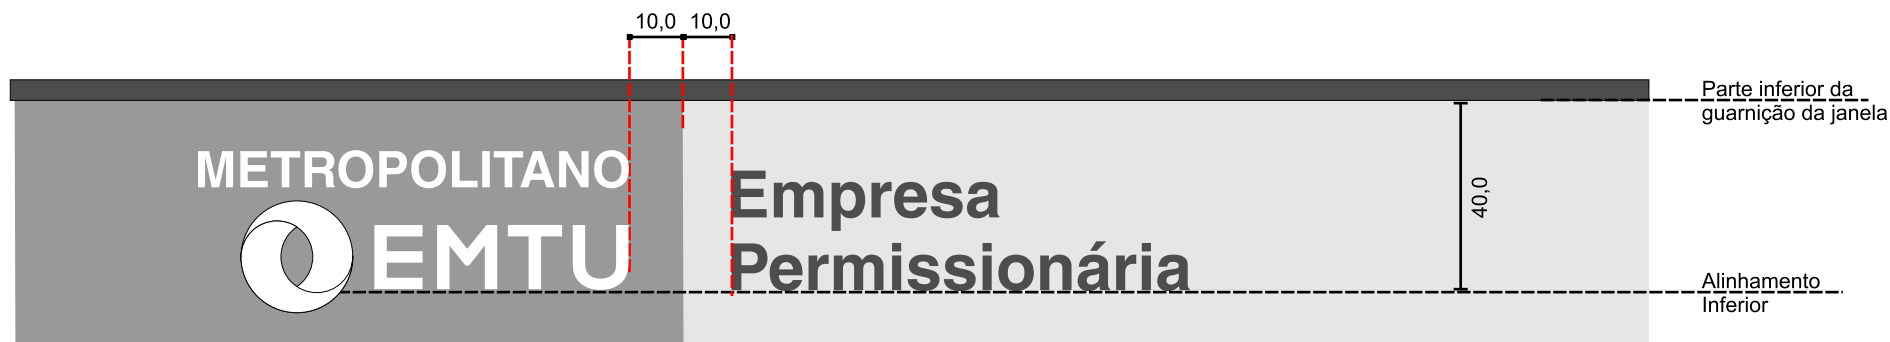 10,0 10,0
Parte inferior da
guarnição da janela
METROPOLITANO
EMTU
Empresa
Permissionária
40,0
Alinhamento
Inferior